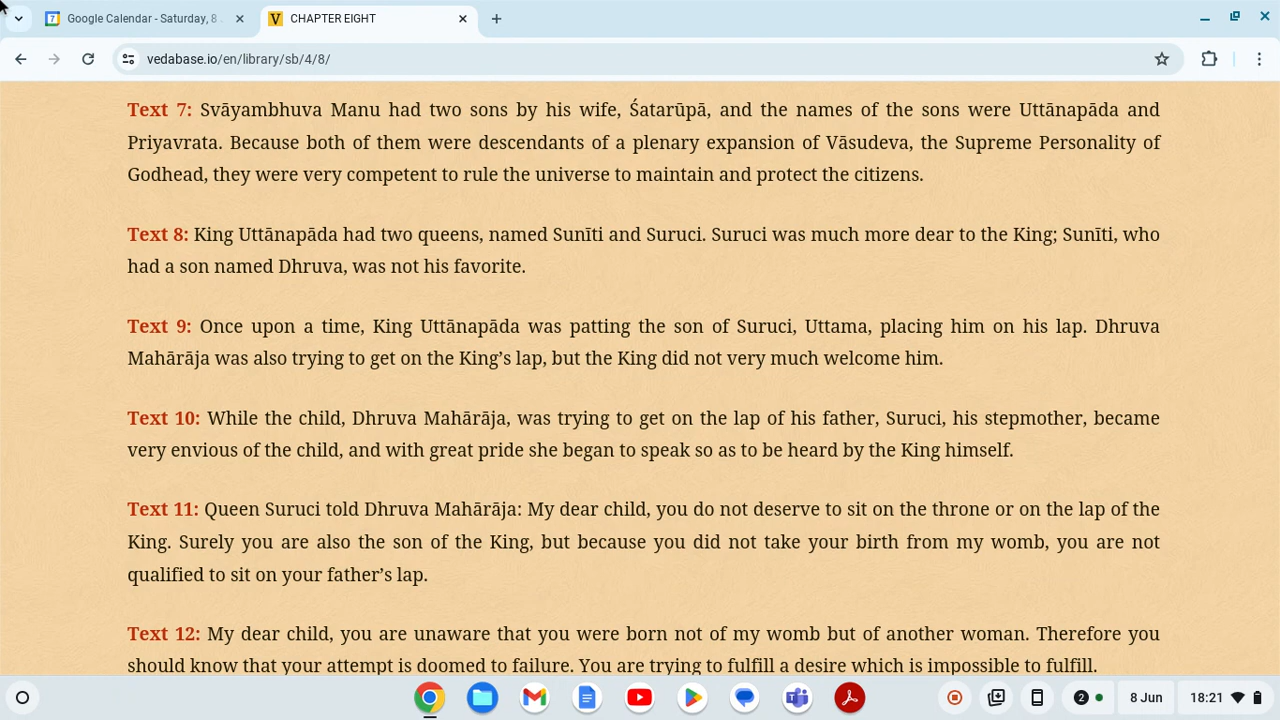 Google Calendar - Saturday, 8
CHAPTER EIGHT
vedabase.io/en/library/sb/4/8/
Text 7: Svāyambhuva Manu had two sons by his wife, Śatarūpā, and the names of the sons were Uttānapāda and
Priyavrata. Because both of them were descendants of a plenary expansion of Vāsudeva, the Supreme Personality of
Godhead, they were very competent to rule the universe to maintain and protect the citizens.
Text 8: King Uttānapāda had two queens, named Sunīti and Suruci. Suruci was much more dear to the King; Sunīti, who
had a son named Dhruva, was not his favorite.
Text 9: Once upon a time, King Uttānapāda was patting the son of Suruci, Uttama, placing him on his lap. Dhruva
Mahārāja was also trying to get on the King’s lap, but the King did not very much welcome him.
Text 10: While the child, Dhruva Mahārāja, was trying to get on the lap of his father, Suruci, his stepmother, became
very envious of the child, and with great pride she began to speak so as to be heard by the King himself.
Text 11: Queen Suruci told Dhruva Mahārāja: My dear child, you do not deserve to sit on the throne or on the lap of the
King. Surely you are also the son of the King, but because you did not take your birth from my womb, you are not
qualified to sit on your father’s lap.
Text 12: My dear child, you are unaware that you were born not of my womb but of another woman. Therefore you
should know that your attempt is doomed to failure. You are trying to fulfill a desire which is impossible to fulfill.
2
8 Jun
18:21